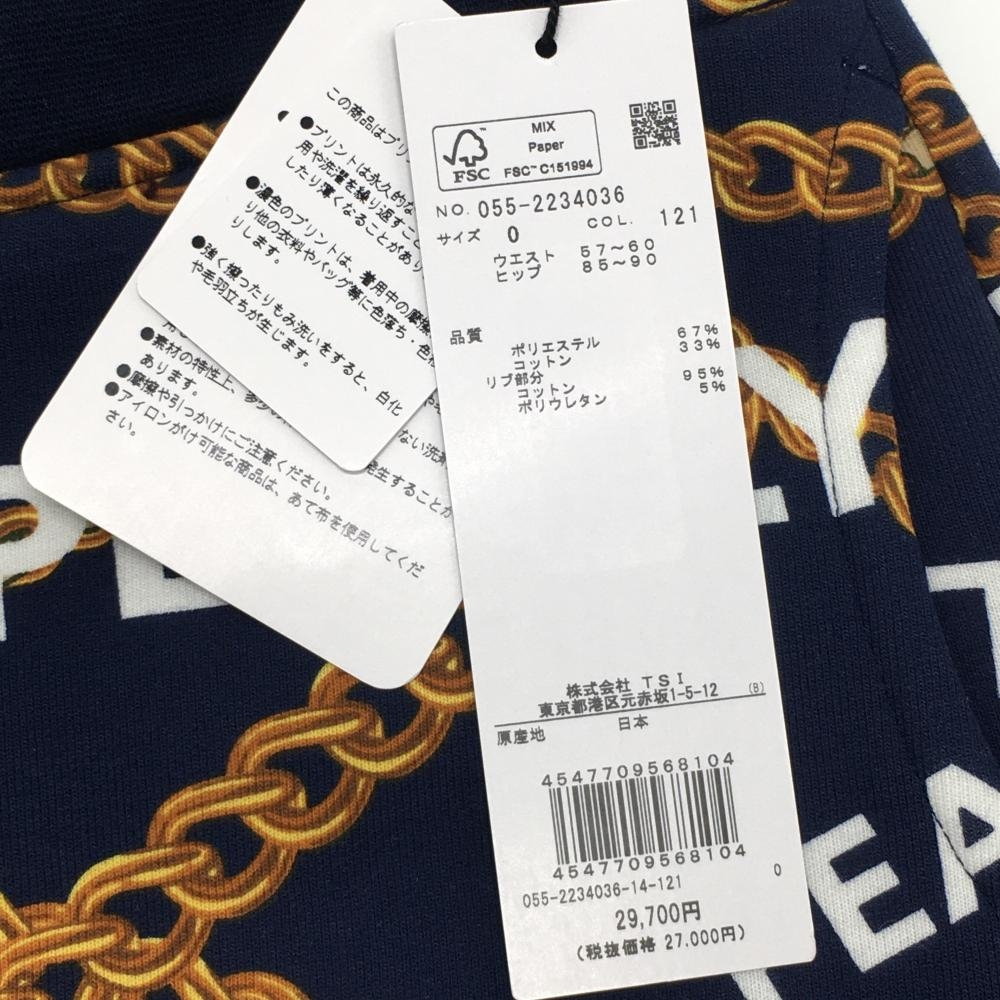 MIX
Paper
FSC™ C151994
FSC
NO. 055-2234036
サイズ 0 COL. 121
ウエスト 57〜60
ヒップ 85〜90
品質
ポリエステル 67%
コットン 33%
リブ部分
コットン 95%
ポリウレタン 5%
株式会社 TSI
東京都港区元赤坂1-5-12 (B)
原産地 日本
4547709568104
4547709568104
055-2234036-14-121 0
29,700円
(税抜価格 27.000円)
この商品はプリン
●プリントは永久的な
用や洗濯を繰り返すこと
したり薄くなることがあり
●濃色のプリントは、着用中の摩擦
り他の衣料やバッグ等に色落ち・色移
りします。
●強く擦ったりもみ洗いをすると、白化
や毛羽立ちが生じます。
●素材の特性上、多少の
あります。
●摩擦や引っかけにご注意ください。
●アイロンがけ可能な商品は、あて布を使用してくだ
さい。
ない洗剤
発生することが
LY
PE
TEA